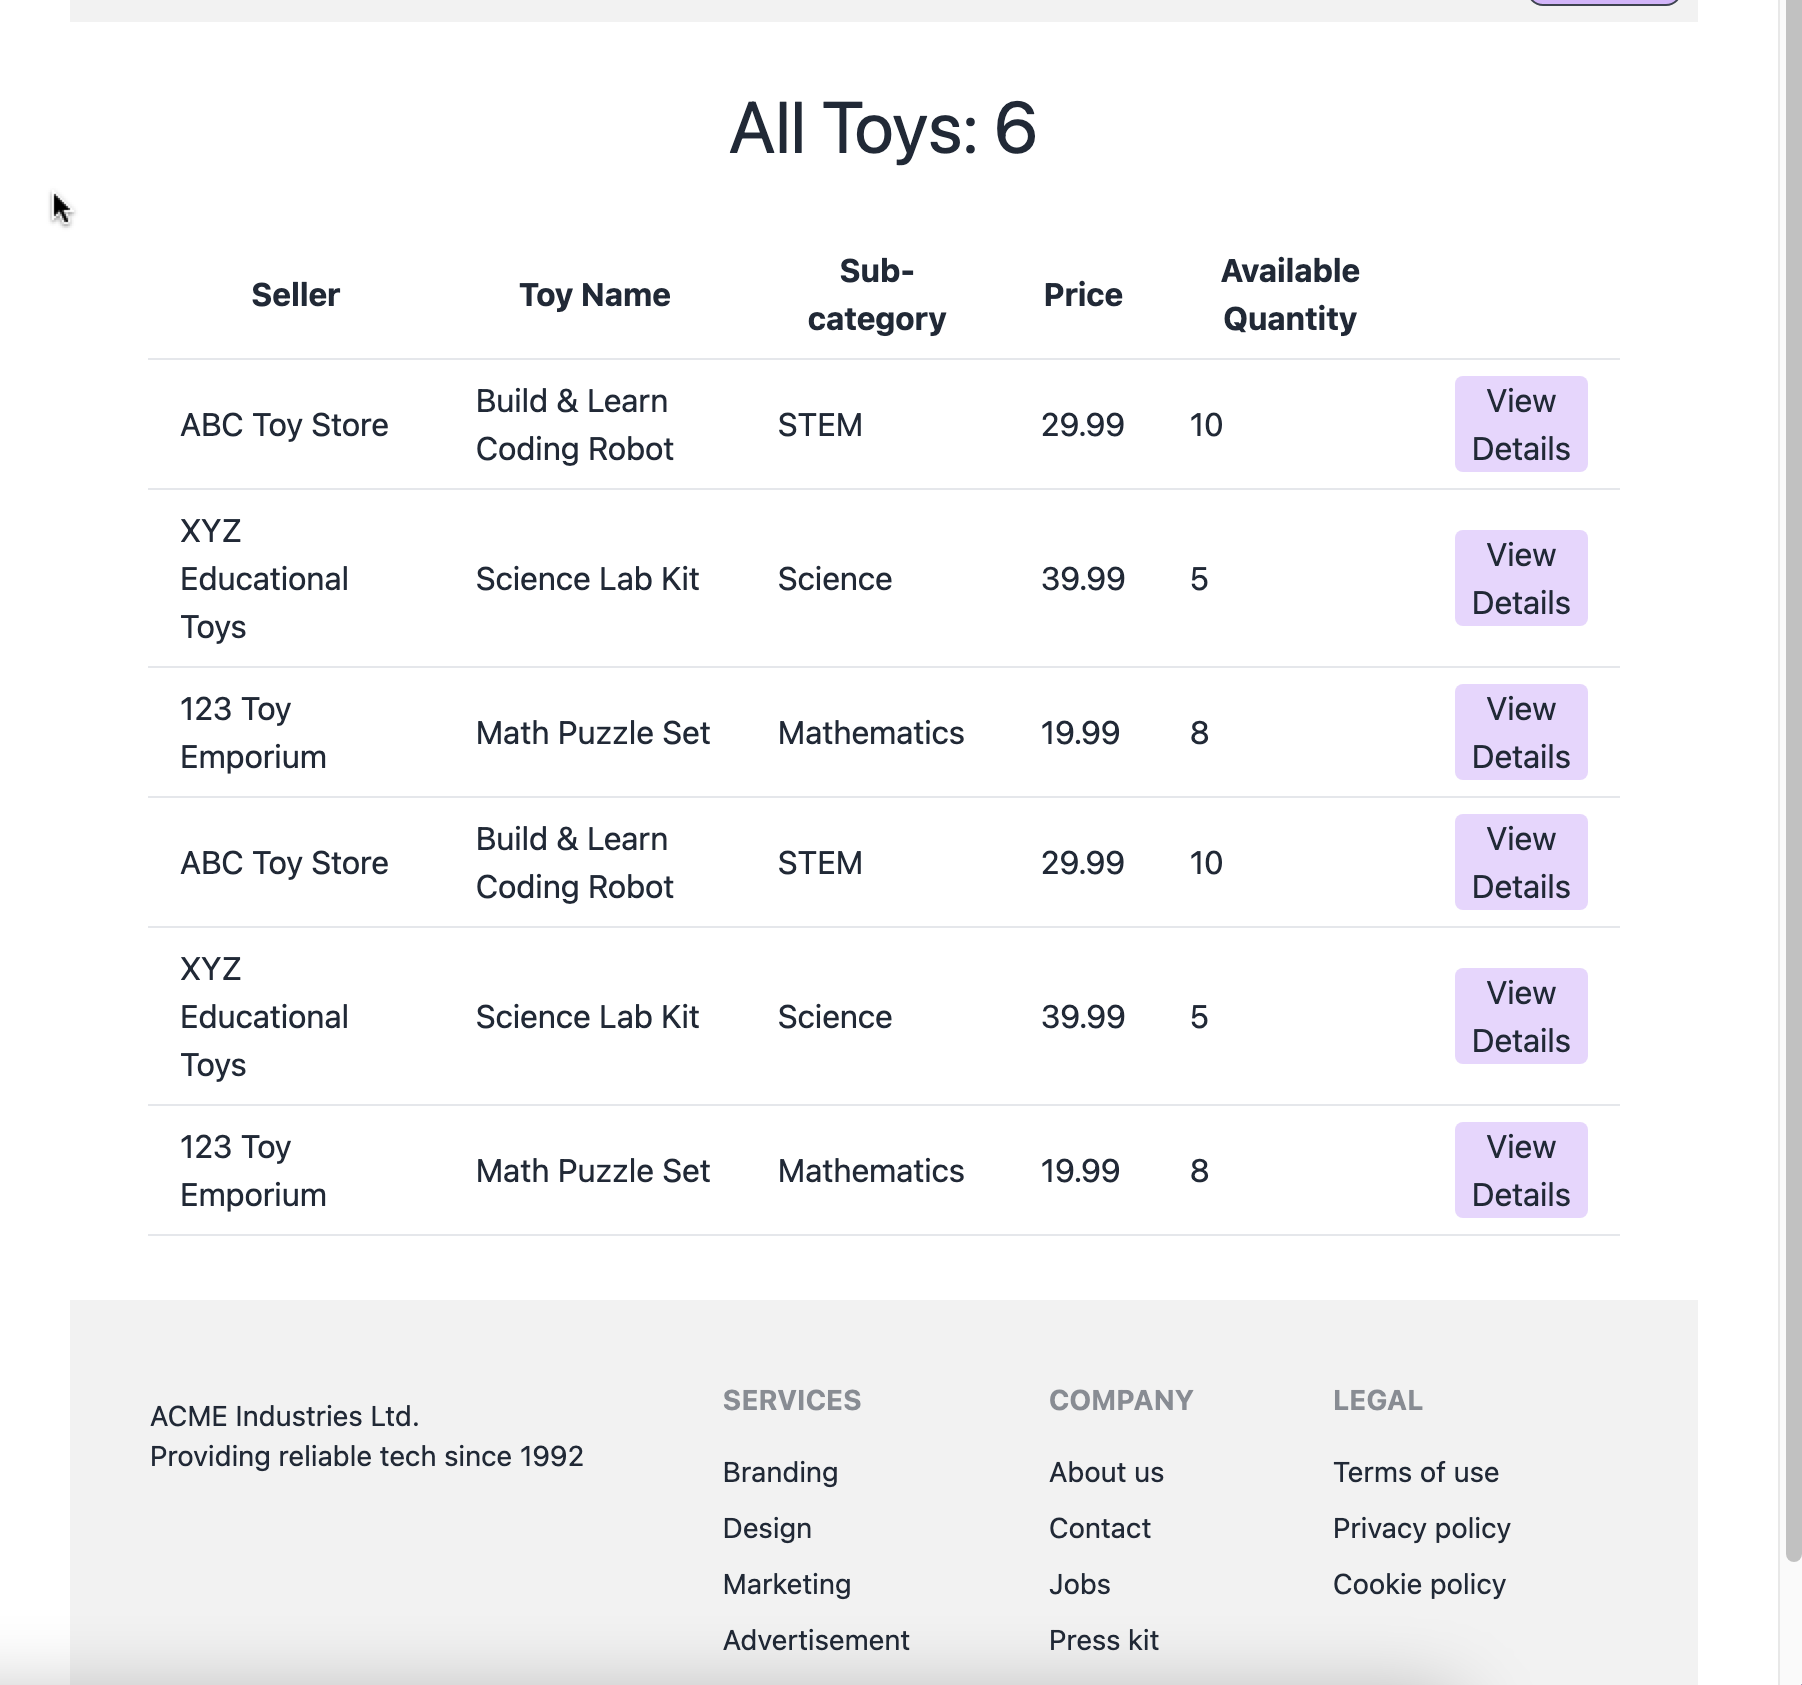 All Toys: 6
Seller Toy Name Sub-category Price Available Quantity
ABC Toy Store Build & Learn Coding Robot STEM 29.99 10 View Details
XYZ Educational Toys Science Lab Kit Science 39.99 5 View Details
123 Toy Emporium Math Puzzle Set Mathematics 19.99 8 View Details
ABC Toy Store Build & Learn Coding Robot STEM 29.99 10 View Details
XYZ Educational Toys Science Lab Kit Science 39.99 5 View Details
123 Toy Emporium Math Puzzle Set Mathematics 19.99 8 View Details
ACME Industries Ltd.
Providing reliable tech since 1992
SERVICES
Branding
Design
Marketing
Advertisement
COMPANY
About us
Contact
Jobs
Press kit
LEGAL
Terms of use
Privacy policy
Cookie policy